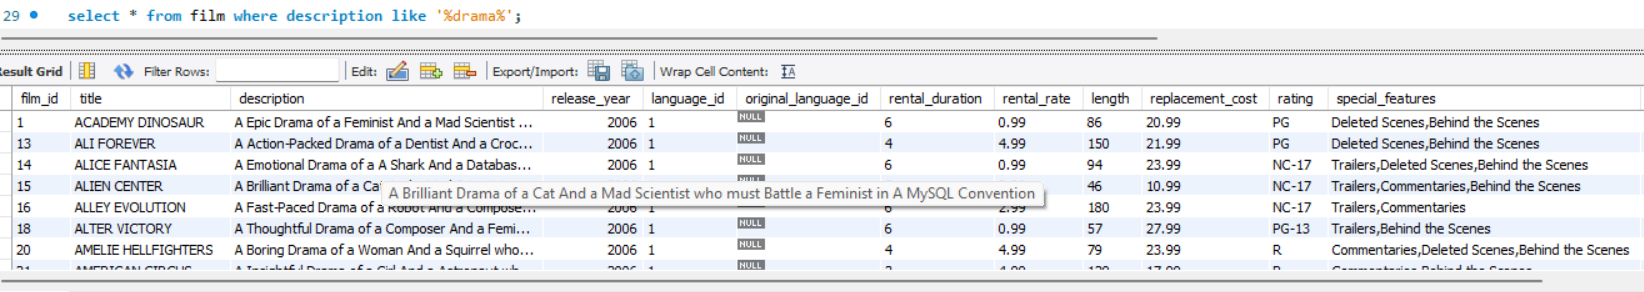 29 select * from film where description like '%drama%';
Result Grid Filter Rows: Edit: Export/Import: Wrap Cell Content: IA
film_id title description release_year language_id original_language_id rental_duration rental_rate length replacement_cost rating special_features
1 ACADEMY DINOSAUR A Epic Drama of a Feminist And a Mad Scientist ... 2006 1 NULL 6 0.99 86 20.99 PG Deleted Scenes,Behind the Scenes
13 ALI FOREVER A Action-Packed Drama of a Dentist And a Croc... 2006 1 NULL 4 4.99 150 21.99 PG Deleted Scenes,Behind the Scenes
14 ALICE FANTASIA A Emotional Drama of a A Shark And a Databas... 2006 1 NULL 6 0.99 94 23.99 NC-17 Trailers,Deleted Scenes,Behind the Scenes
15 ALIEN CENTER A Brilliant Drama of a Cat 46 10.99 NC-17 Trailers,Commentaries,Behind the Scenes
A Brilliant Drama of a Cat And a Mad Scientist who must Battle a Feminist in A MySQL Convention
16 ALLEY EVOLUTION A Fast-Paced Drama of a Robot And a Compose... 2006 1 NULL 6 2.99 180 23.99 NC-17 Trailers,Commentaries
18 ALTER VICTORY A Thoughtful Drama of a Composer And a Femi... 2006 1 NULL 6 0.99 57 27.99 PG-13 Trailers,Behind the Scenes
20 AMELIE HELLFIGHTERS A Boring Drama of a Woman And a Squirrel who... 2006 1 NULL 4 4.99 79 23.99 R Commentaries,Deleted Scenes,Behind the Scenes
21 AMERICAN CIRCUS A Insightful Drama of a Girl And a Astronaut wh... 2006 1 NULL 3 4.99 129 17.99 R Commentaries,Behind the Scenes